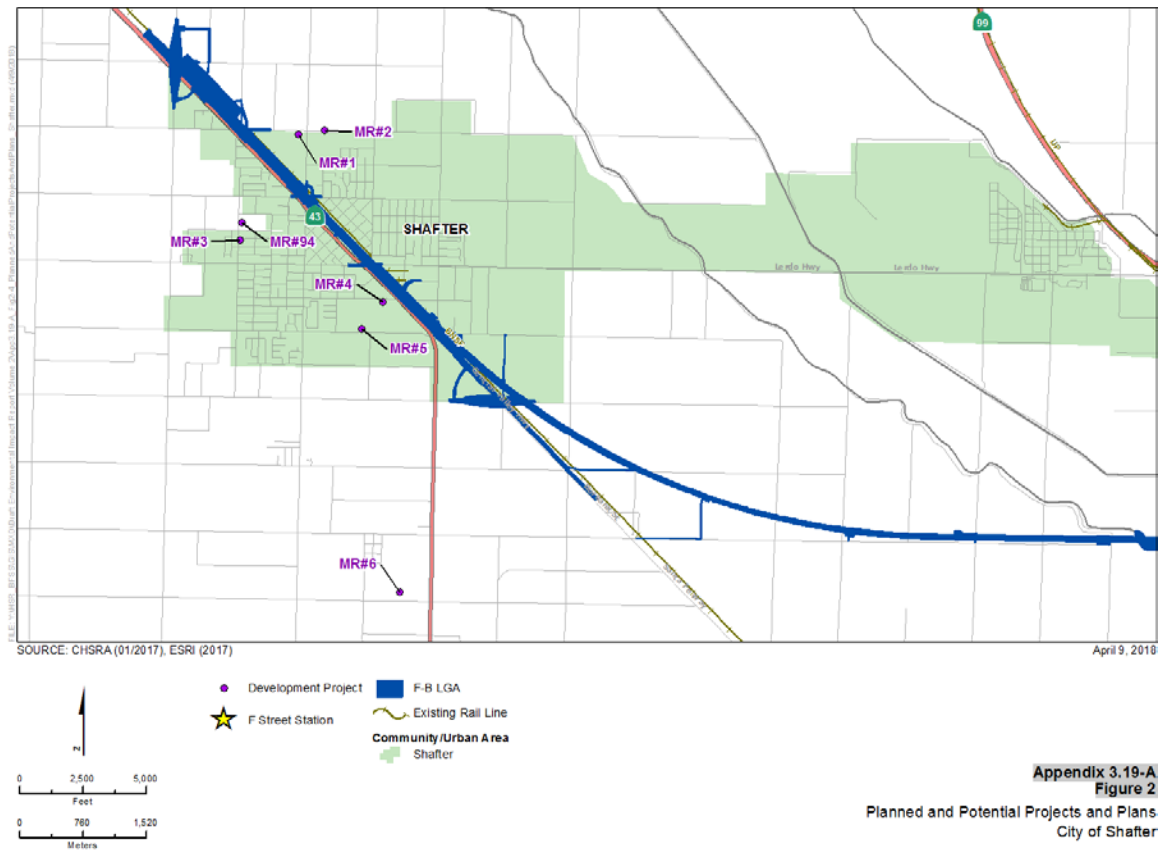 99
MR#2
MR#1
UP
43
SHAFTER
MR#3
MR#94
Lerdo Hwy
Lerdo Hwy
MR#4
MR#5
MR#6
SOURCE: CHSRA (01/2017), ESRI (2017)
April 9, 2018
Development Project
F-B LGA
F Street Station
Existing Rail Line
Community/Urban Area
Shafter
N
0 2,500 5,000
Feet
0 760 1,520
Meters
Appendix 3.19-A
Figure 2
Planned and Potential Projects and Plans
City of Shafter